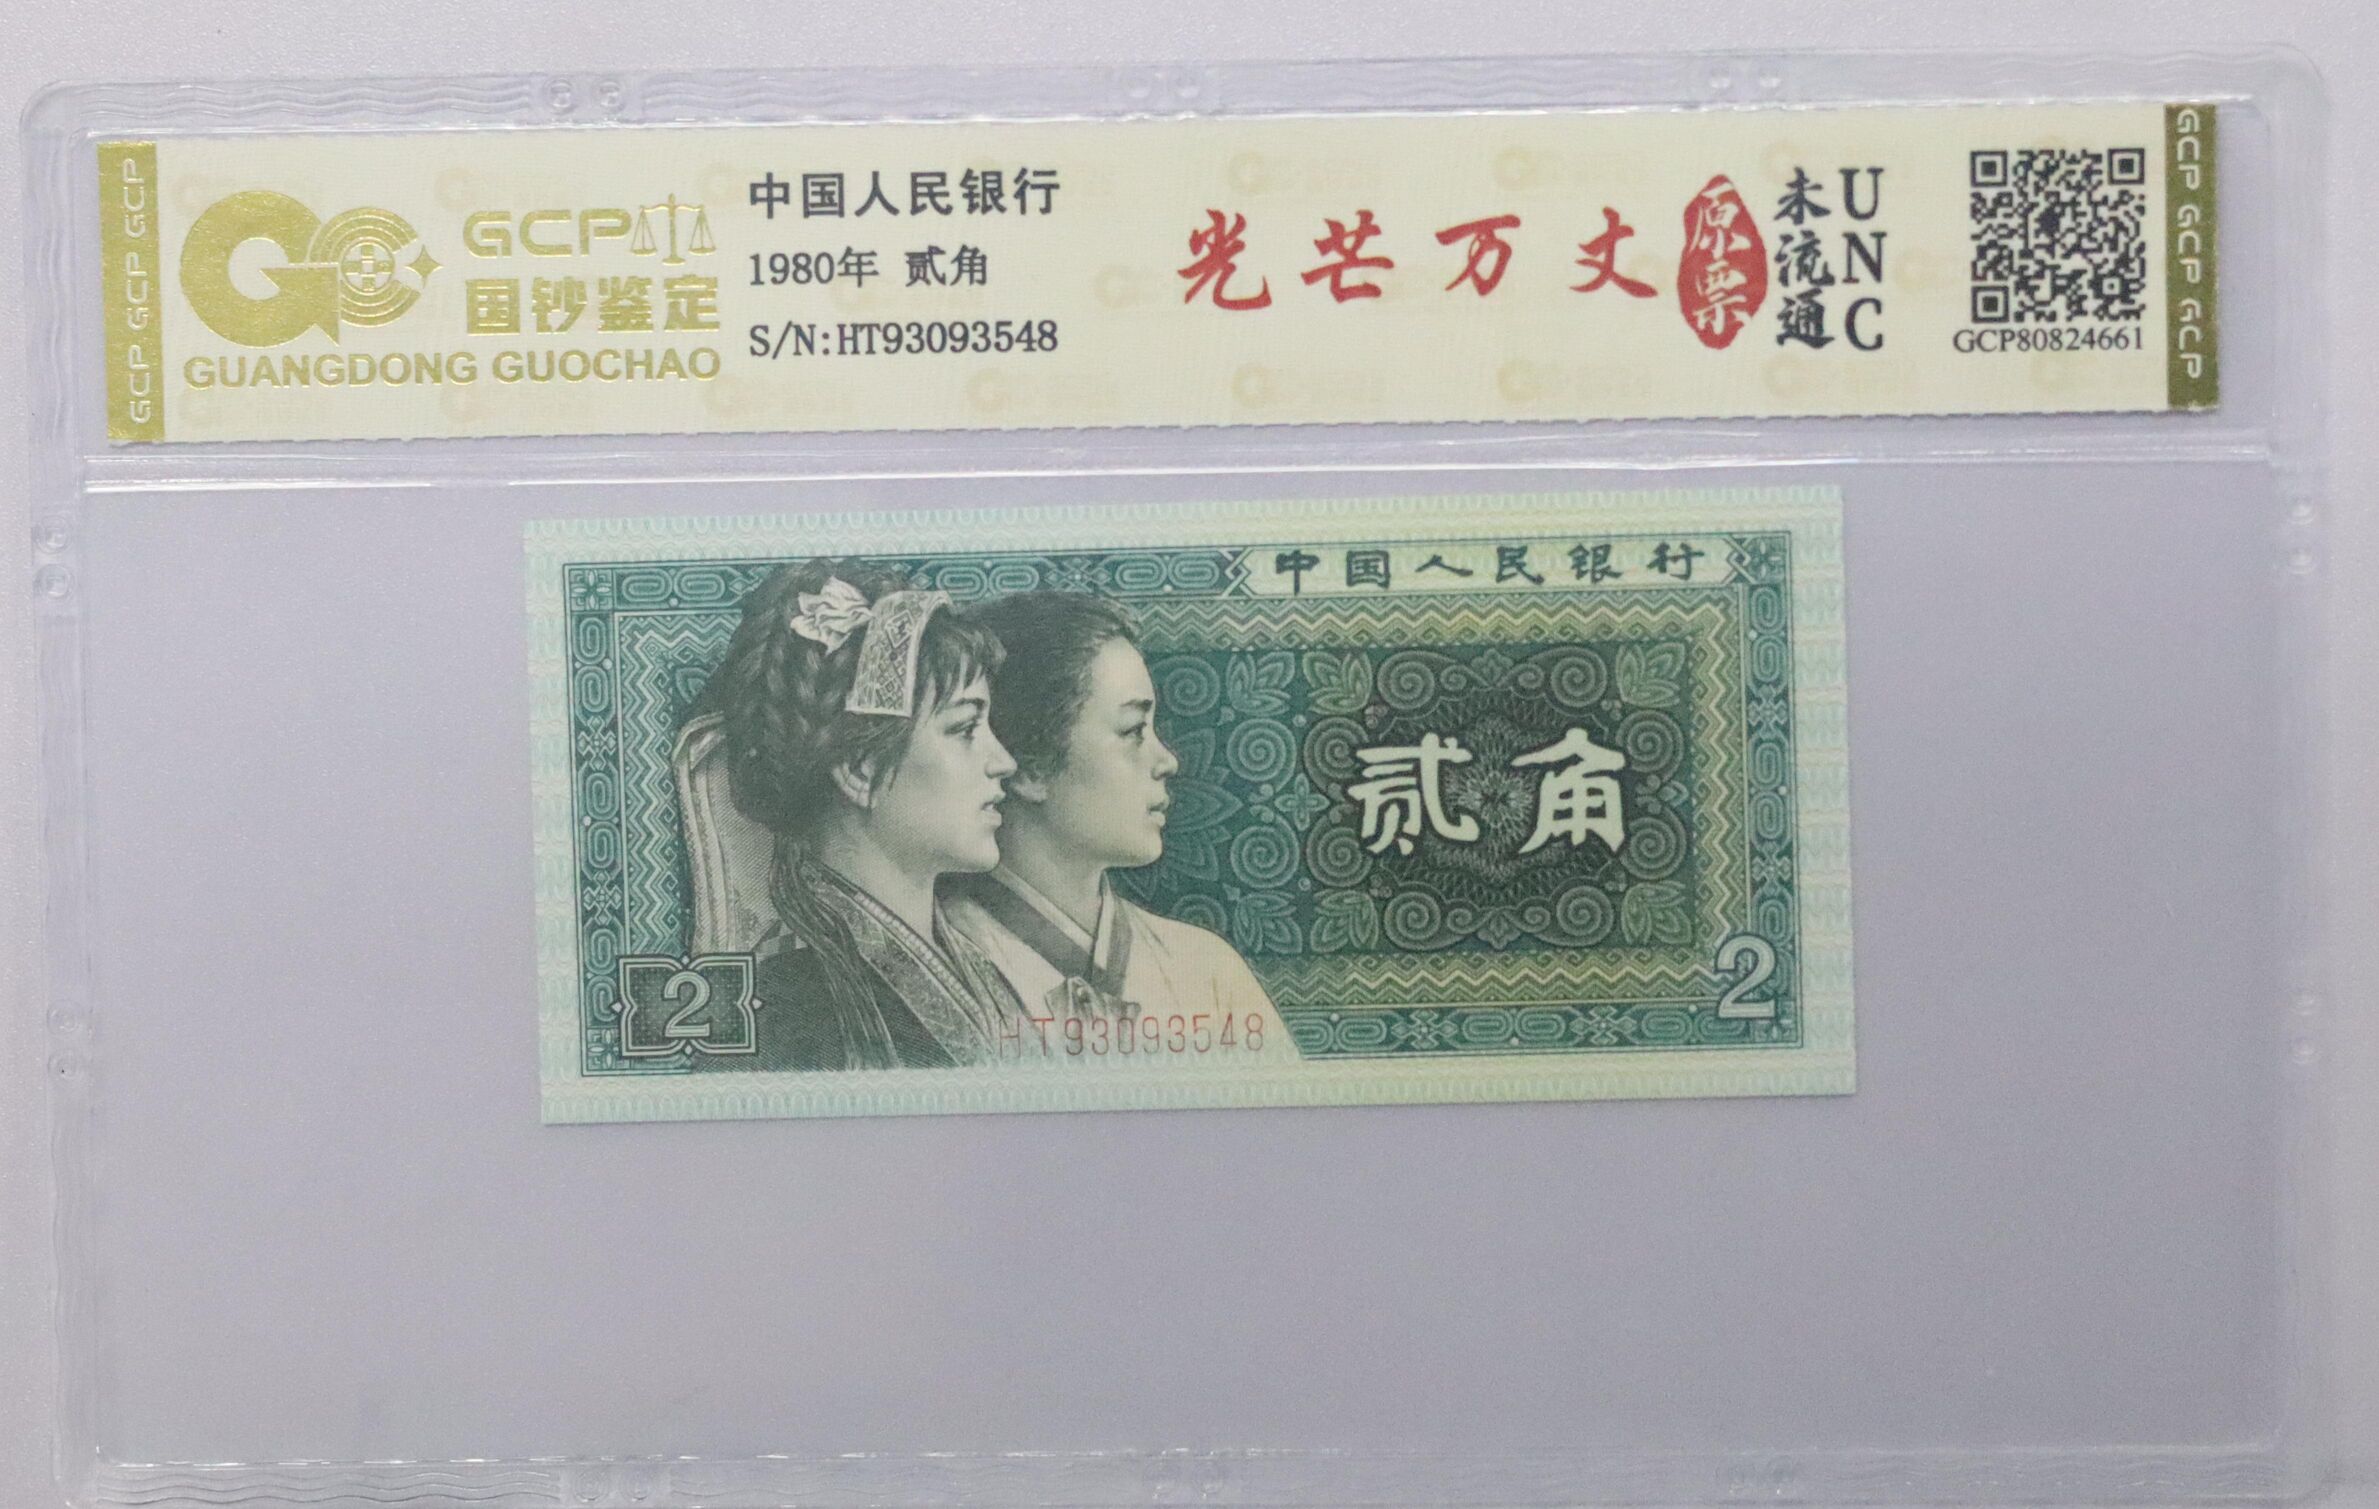 GCP GCP GCP
GCP
国钞鉴定
GUANGDONG GUOCHAO
中国人民银行
1980年 贰角
S/N:HT93093548
光芒万丈
原票
未流通
UNC
GCP80824661
GCP GCP GCP
中国人民银行
贰角
2
2
HT93093548